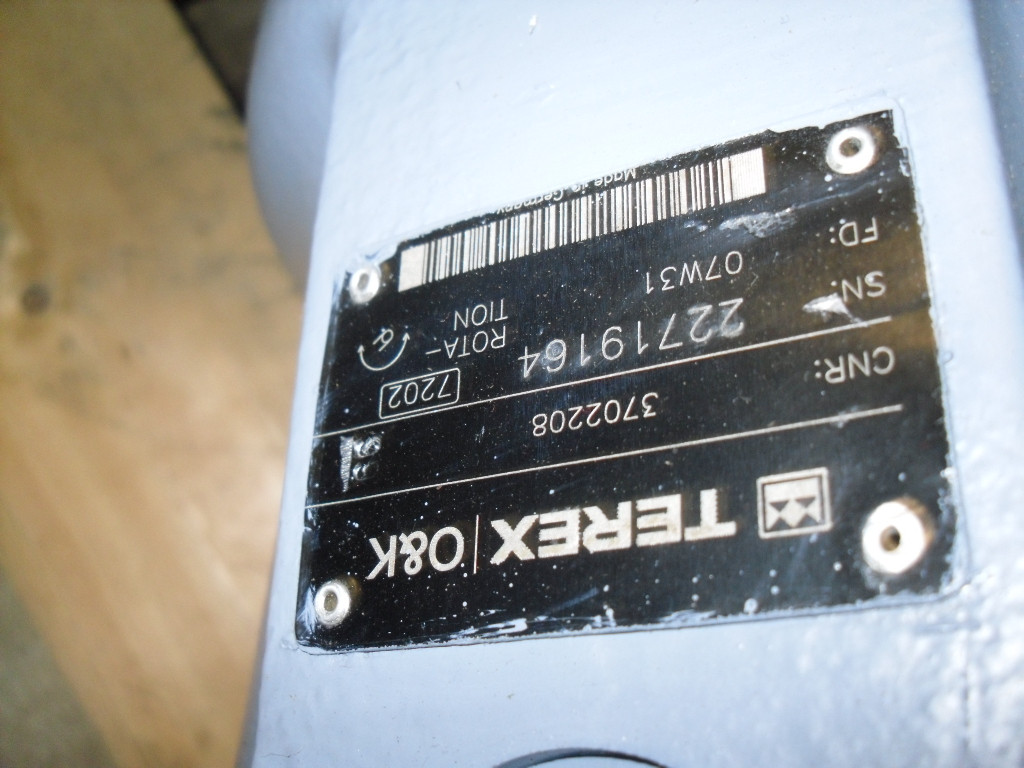 TEREX | O&K
CNR: 3702208
SN: 22719164 7202
FD: 07W31 ROTA-
TION
Made in Germany